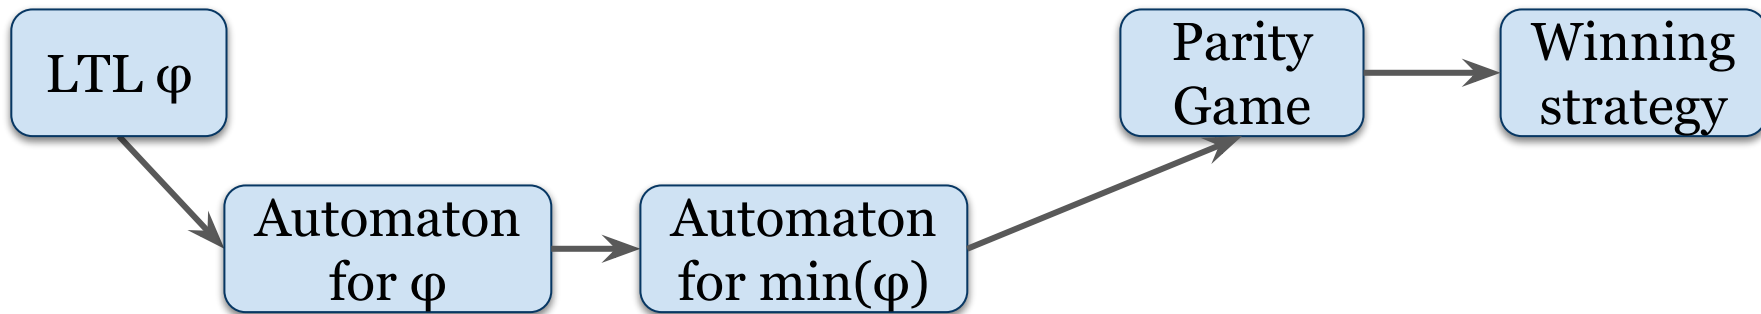 LTL φ
Automaton
for φ
Automaton
for min(φ)
Parity
Game
Winning
strategy